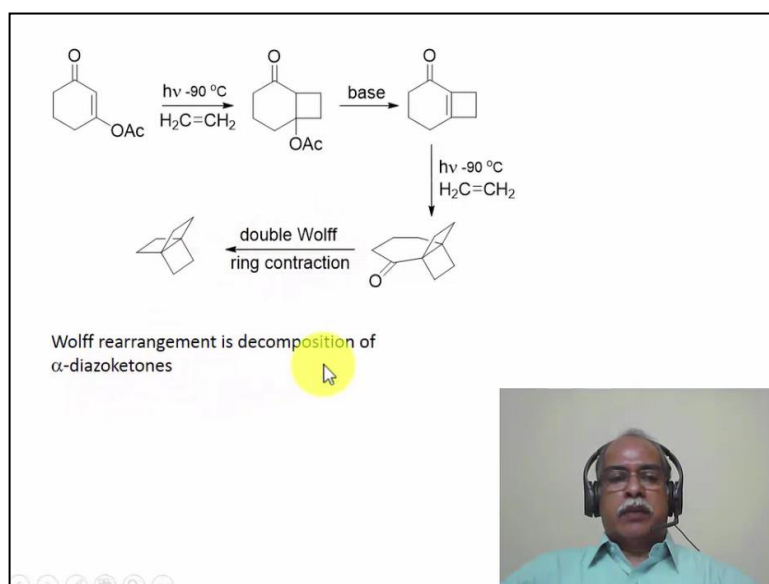 O
O
O
hν -90 °C
H₂C=CH₂
base
OAc
OAc
hν -90 °C
H₂C=CH₂
double Wolff
ring contraction
O
Wolff rearrangement is decomposition of
α-diazoketones